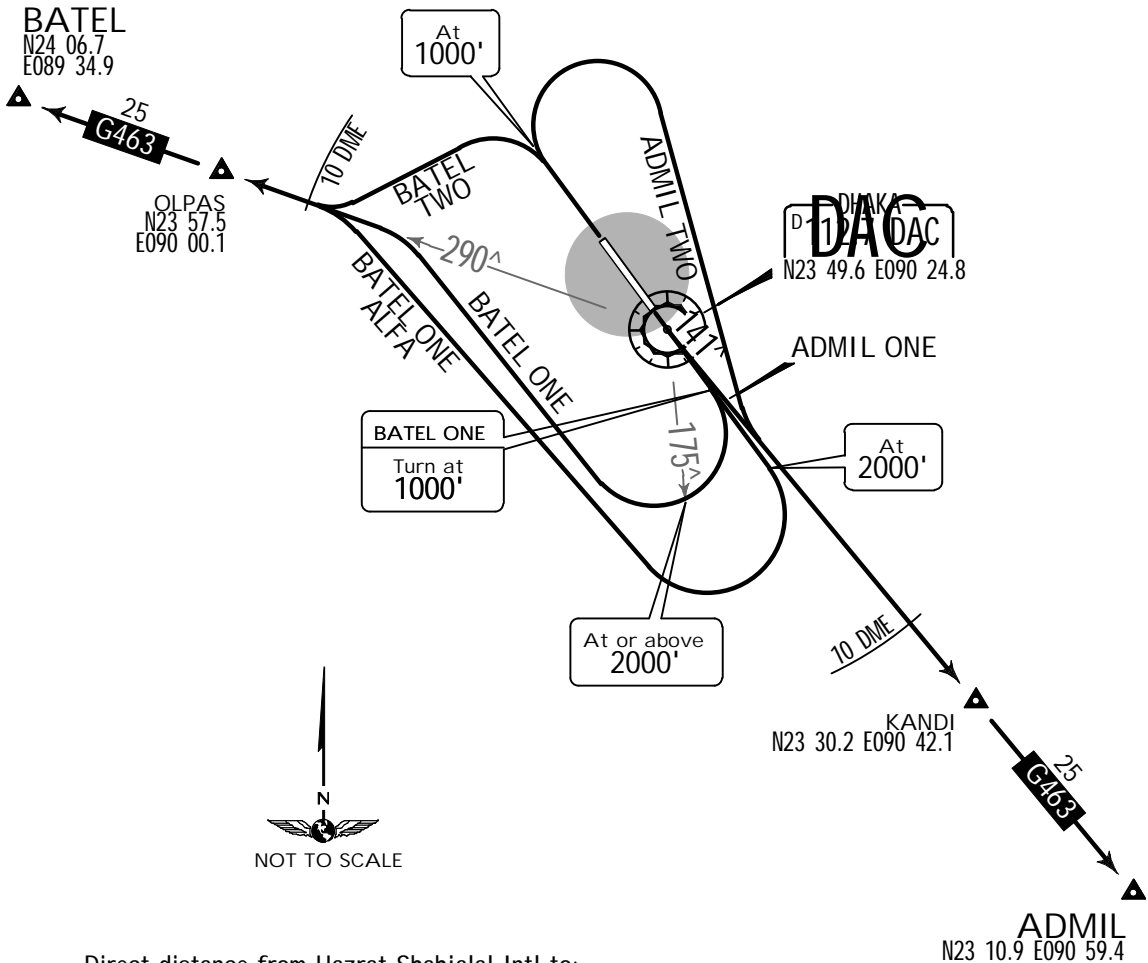 BATEL
N24 06.7
E089 34.9
At
1000'
25
G463
10 DME
OLPAS
N23 57.5
E090 00.1
BATEL
TWO
ADMIL TWO
DHAKA
DAC
D 112.7 DAC
N23 49.6 E090 24.8
290^
BATEL ONE
ALFA
BATEL ONE
141^
ADMIL ONE
BATEL ONE
Turn at
1000'
175^
At
2000'
At or above
2000'
10 DME
KANDI
N23 30.2 E090 42.1
25
G463
N
NOT TO SCALE
ADMIL
N23 10.9 E090 59.4
Direct distance from Hazrat Shahjalal Intl to: